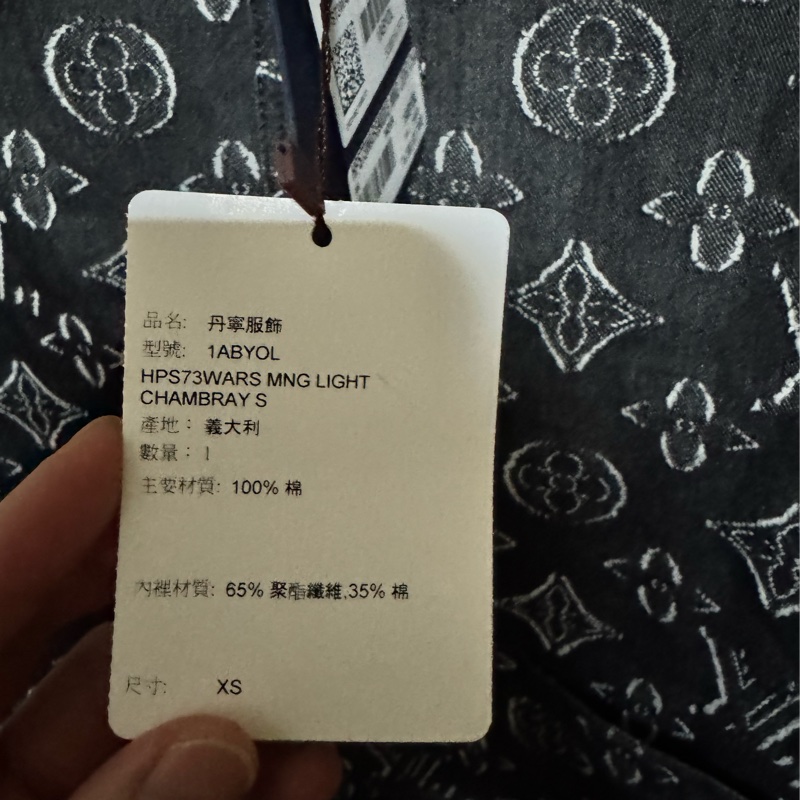 品名: 丹寧服飾
型號: 1ABYOL
HPS73WARS MNG LIGHT
CHAMBRAY S
產地： 義大利
數量： 1
主要材質: 100% 棉
內裡材質: 65% 聚酯纖維,35% 棉
尺寸: XS